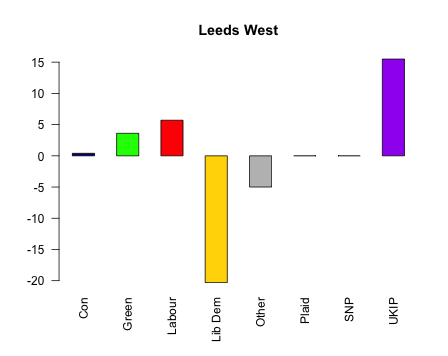 Leeds West
15
10
5
0
-5
-10
-15
-20
Con
Green
Labour
Lib Dem
Other
Plaid
SNP
UKIP